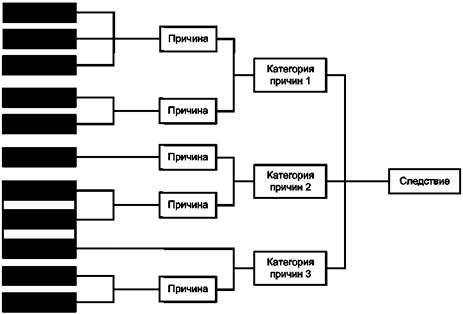 Причина
Причина
Категория
причин 1
Причина
Причина
Категория
причин 2
Причина
Категория
причин 3
Следствие